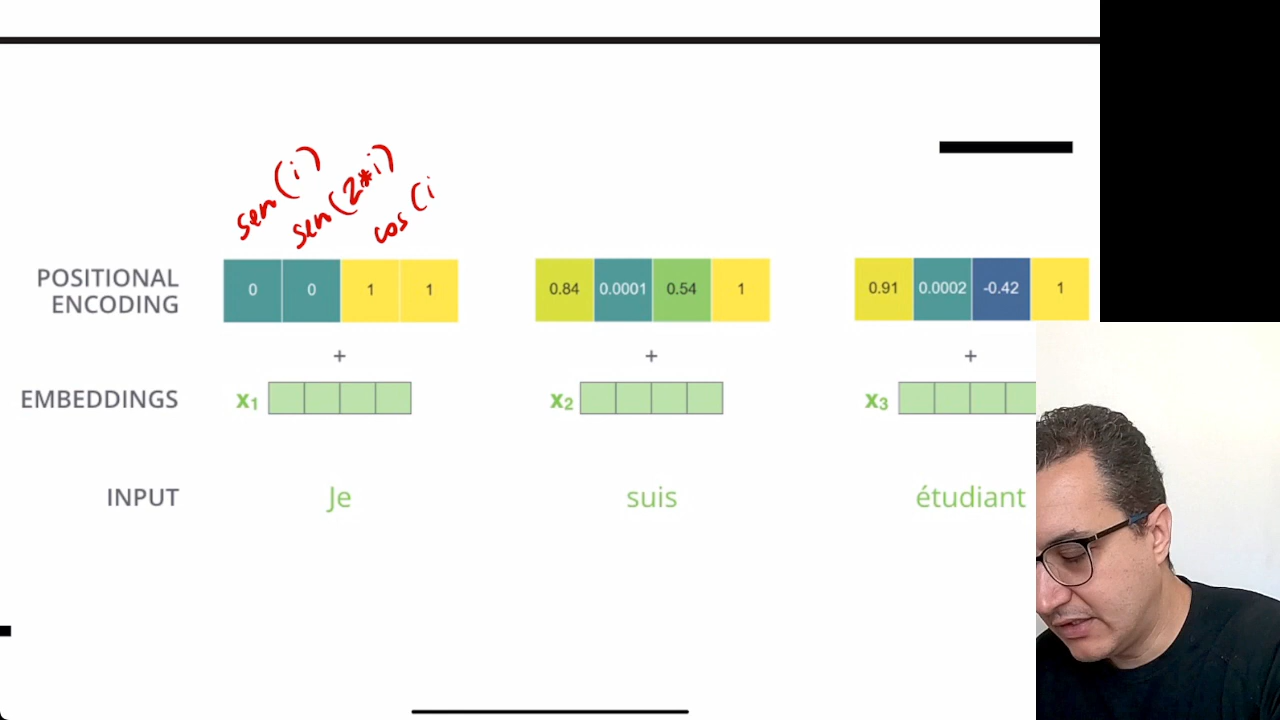 sen(i)
sen(2*i)
cos(i
POSITIONAL
ENCODING
0 0 1 1
0.84 0.0001 0.54 1
0.91 0.0002 -0.42 1
+ + +
EMBEDDINGS
x1 x2 x3
INPUT
Je suis étudiant